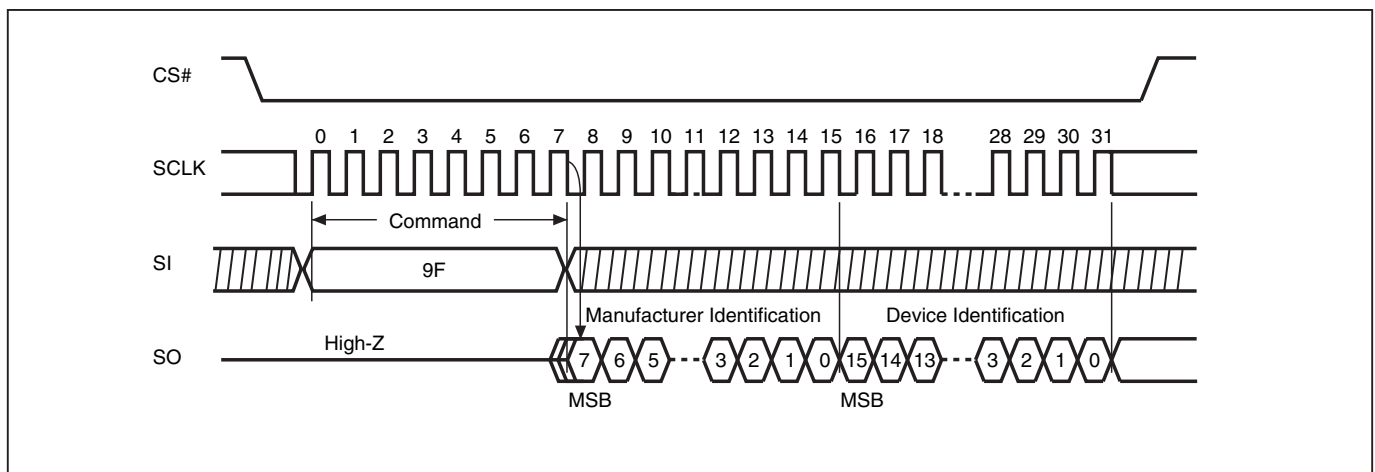 CS#
0 1 2 3 4 5 6 7 8 9 10 11 12 13 14 15 16 17 18 28 29 30 31
SCLK
Command
SI
9F
Manufacturer Identification Device Identification
High-Z
SO
7 6 5 3 2 1 0 15 14 13 3 2 1 0
MSB MSB